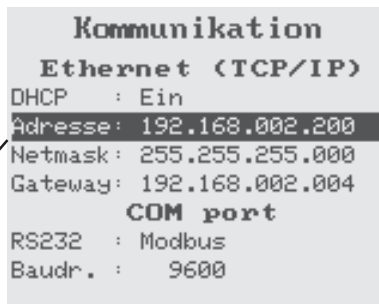 Kommunikation
Ethernet (TCP/IP)
DHCP : Ein
Adresse: 192.168.002.200
Netmask: 255.255.255.000
Gateway: 192.168.002.004
COM port
RS232 : Modbus
Baudr. : 9600